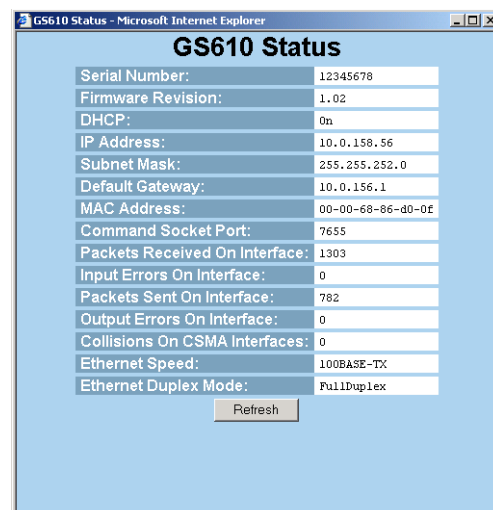 GS610 Status - Microsoft Internet Explorer
GS610 Status
Serial Number: 12345678
Firmware Revision: 1.02
DHCP: On
IP Address: 10.0.158.56
Subnet Mask: 255.255.252.0
Default Gateway: 10.0.156.1
MAC Address: 00-00-68-86-d0-0f
Command Socket Port: 7655
Packets Received On Interface: 1303
Input Errors On Interface: 0
Packets Sent On Interface: 782
Output Errors On Interface: 0
Collisions On CSMA Interfaces: 0
Ethernet Speed: 100BASE-TX
Ethernet Duplex Mode: FullDuplex
Refresh